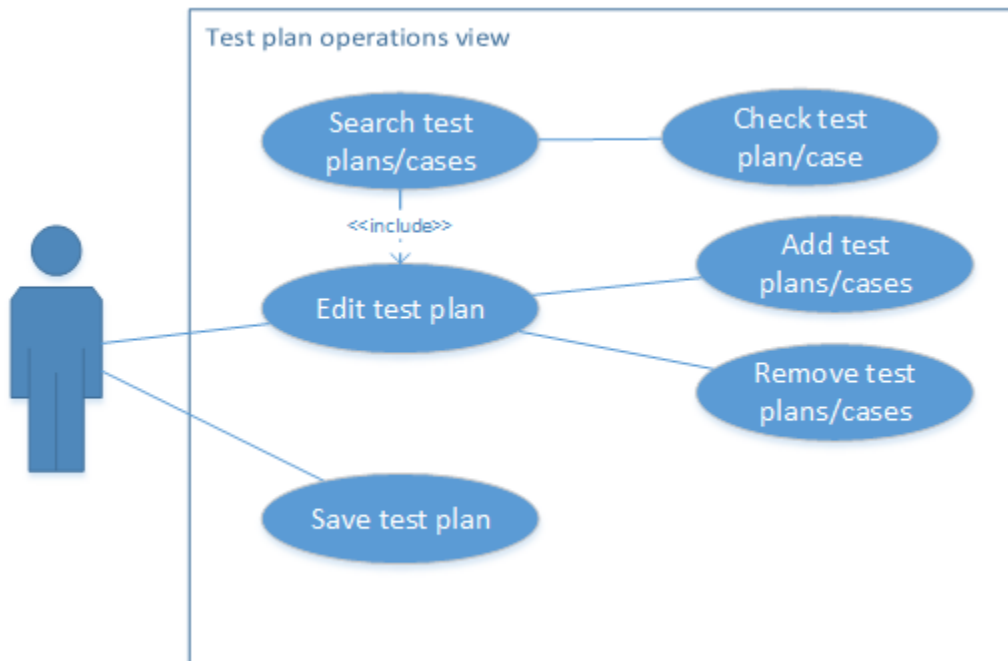 Test plan operations view
Search test
plans/cases
Check test
plan/case
<<include>>
Edit test plan
Add test
plans/cases
Remove test
plans/cases
Save test plan